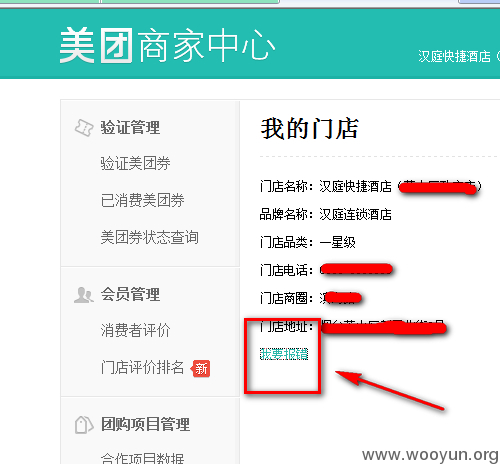 美团商家中心
汉庭快捷酒店（
验证管理
验证美团券
已消费美团券
美团券状态查询
会员管理
消费者评价
门店评价排名 新
团购项目管理
合作项目数据
我的门店
门店名称：汉庭快捷酒店（
品牌名称：汉庭连锁酒店
门店品类：一星级
门店电话：
门店商圈：
门店地址：
我要报错
www.wooyun.org